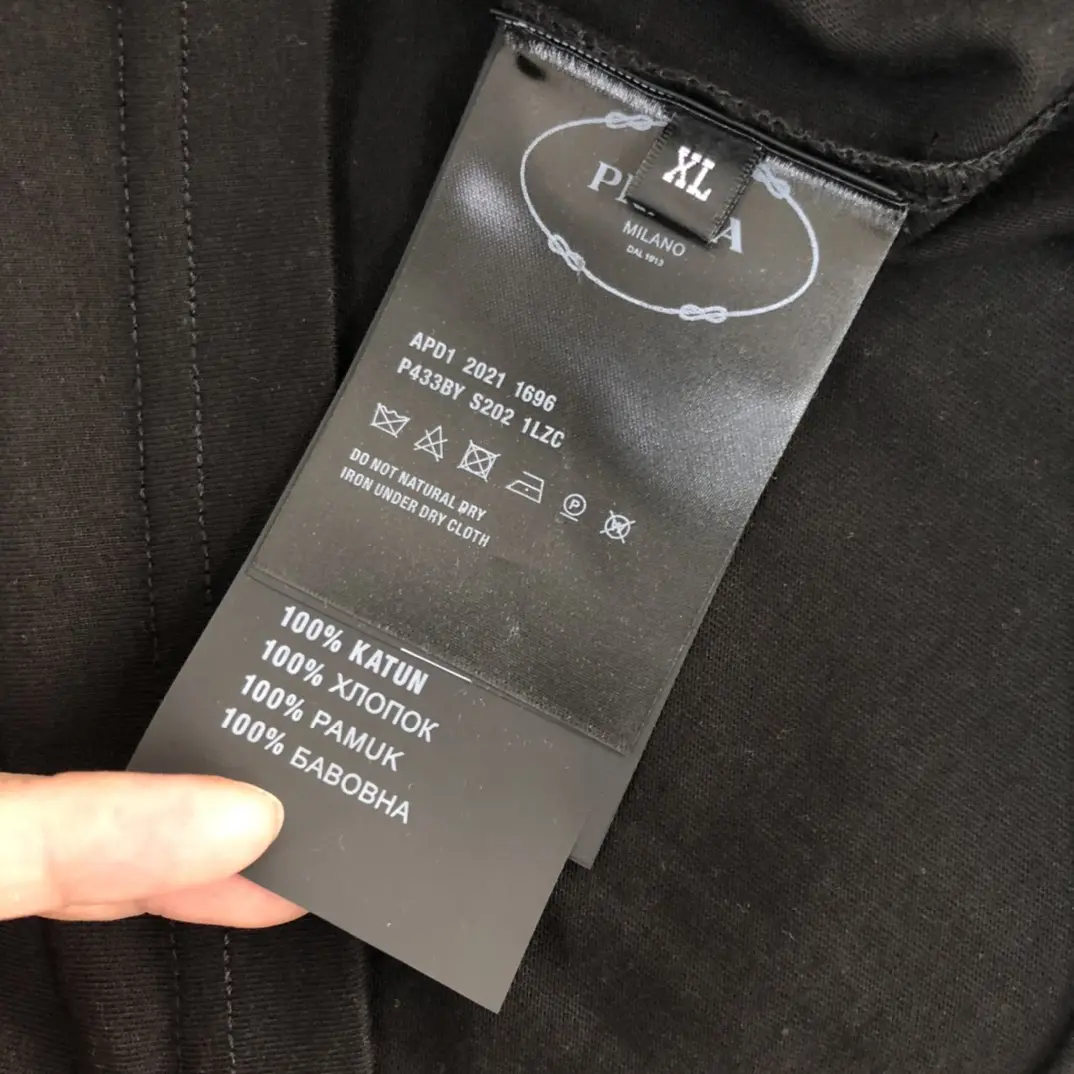 XL
MILANO
DAL 1913
APD1 2021 1696
P433BY S202 1LZC
P
W
DO NOT NATURAL DRY
IRON UNDER DRY CLOTH
100% KATUN
100% ХЛОПОК
100% PAMUK
100% БАВОВНА